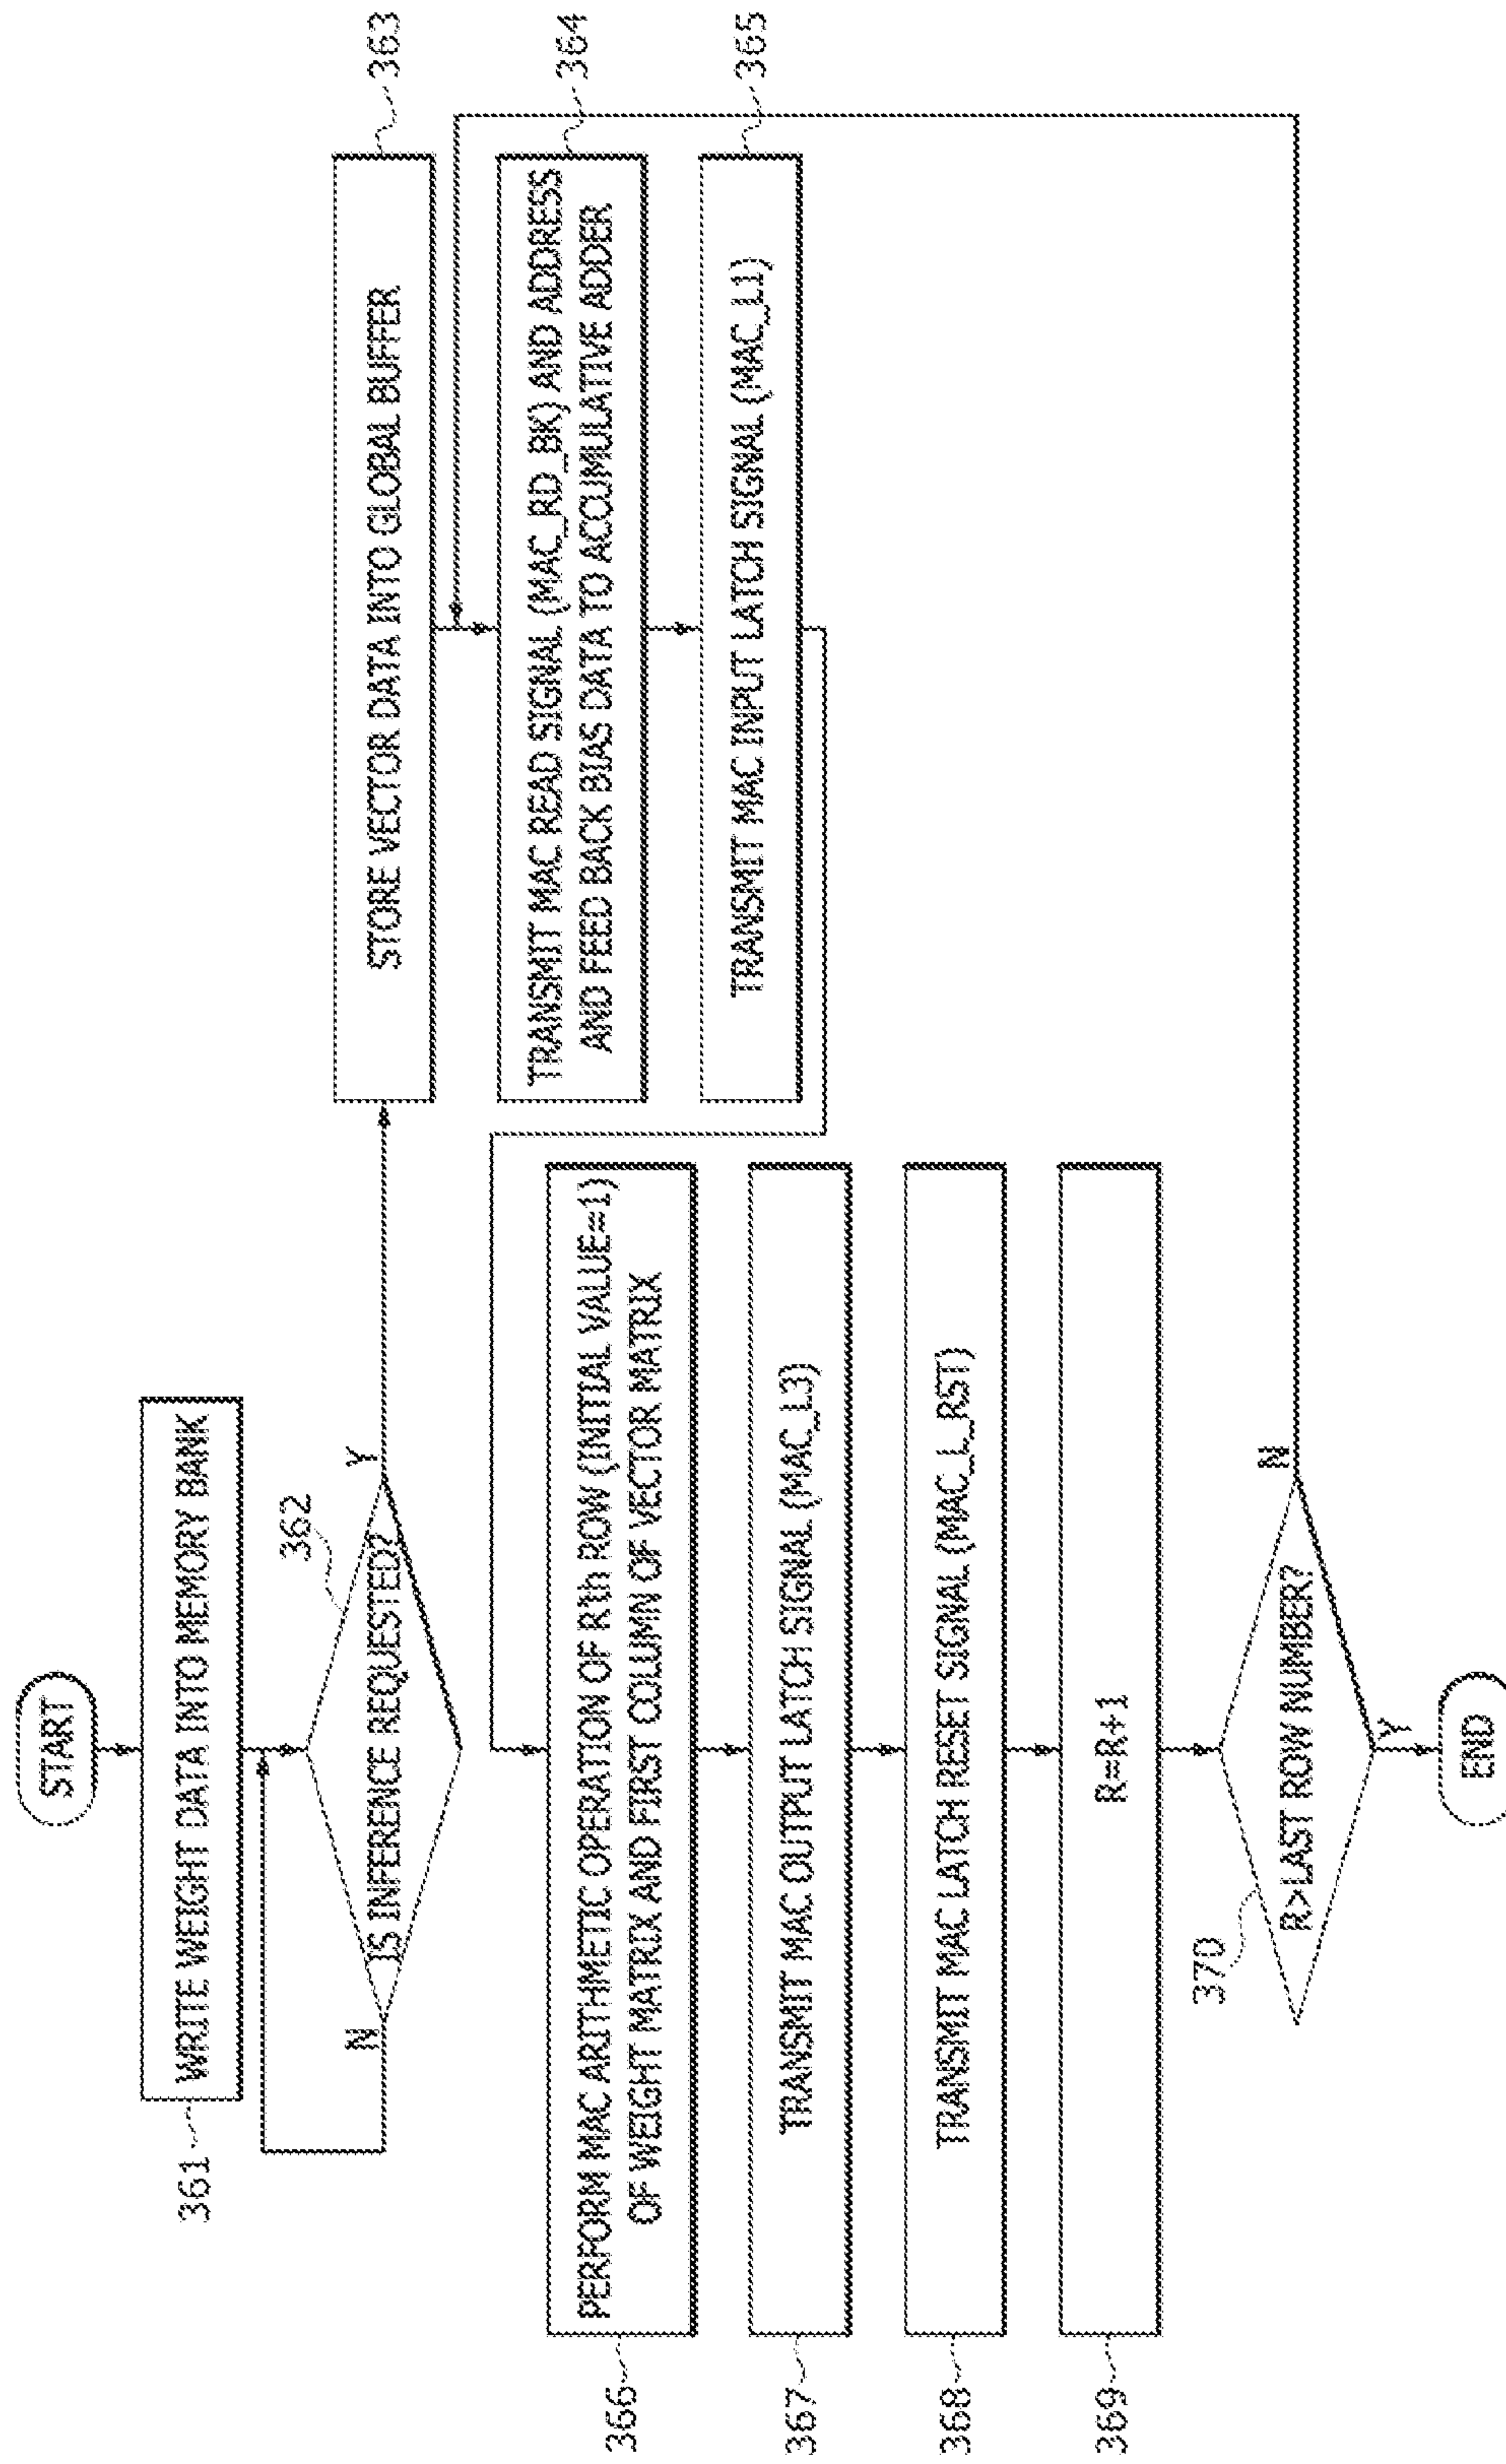 START
361
WRITE WEIGHT DATA INTO MEMORY BANK
362
IS INFERENCE REQUESTED?
N
Y
STORE VECTOR DATA INTO GLOBAL BUFFER
363
TRANSMIT MAC READ SIGNAL (MAC_RD_BK) AND ADDRESS
AND FEED BACK BIAS DATA TO ACCUMULATIVE ADDER
364
TRANSMIT MAC INPUT LATCH SIGNAL (MAC_L1)
365
366
PERFORM MAC ARITHMETIC OPERATION OF Rth ROW (INITIAL VALUE=1)
OF WEIGHT MATRIX AND FIRST COLUMN OF VECTOR MATRIX
367
TRANSMIT MAC OUTPUT LATCH SIGNAL (MAC_L3)
368
TRANSMIT MAC LATCH RESET SIGNAL (MAC_L_RST)
369
R=R+1
370
R>LAST ROW NUMBER?
N
Y
END